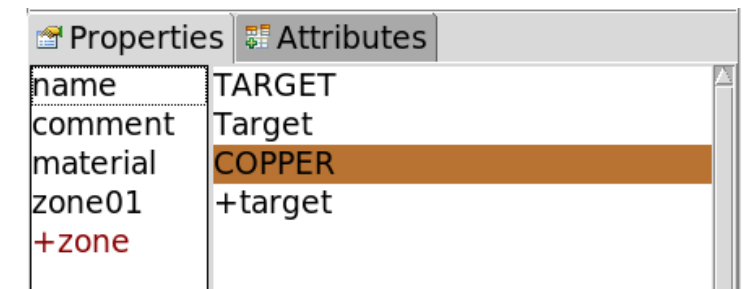 Properties Attributes
name TARGET
comment Target
material COPPER
zone01 +target
+zone